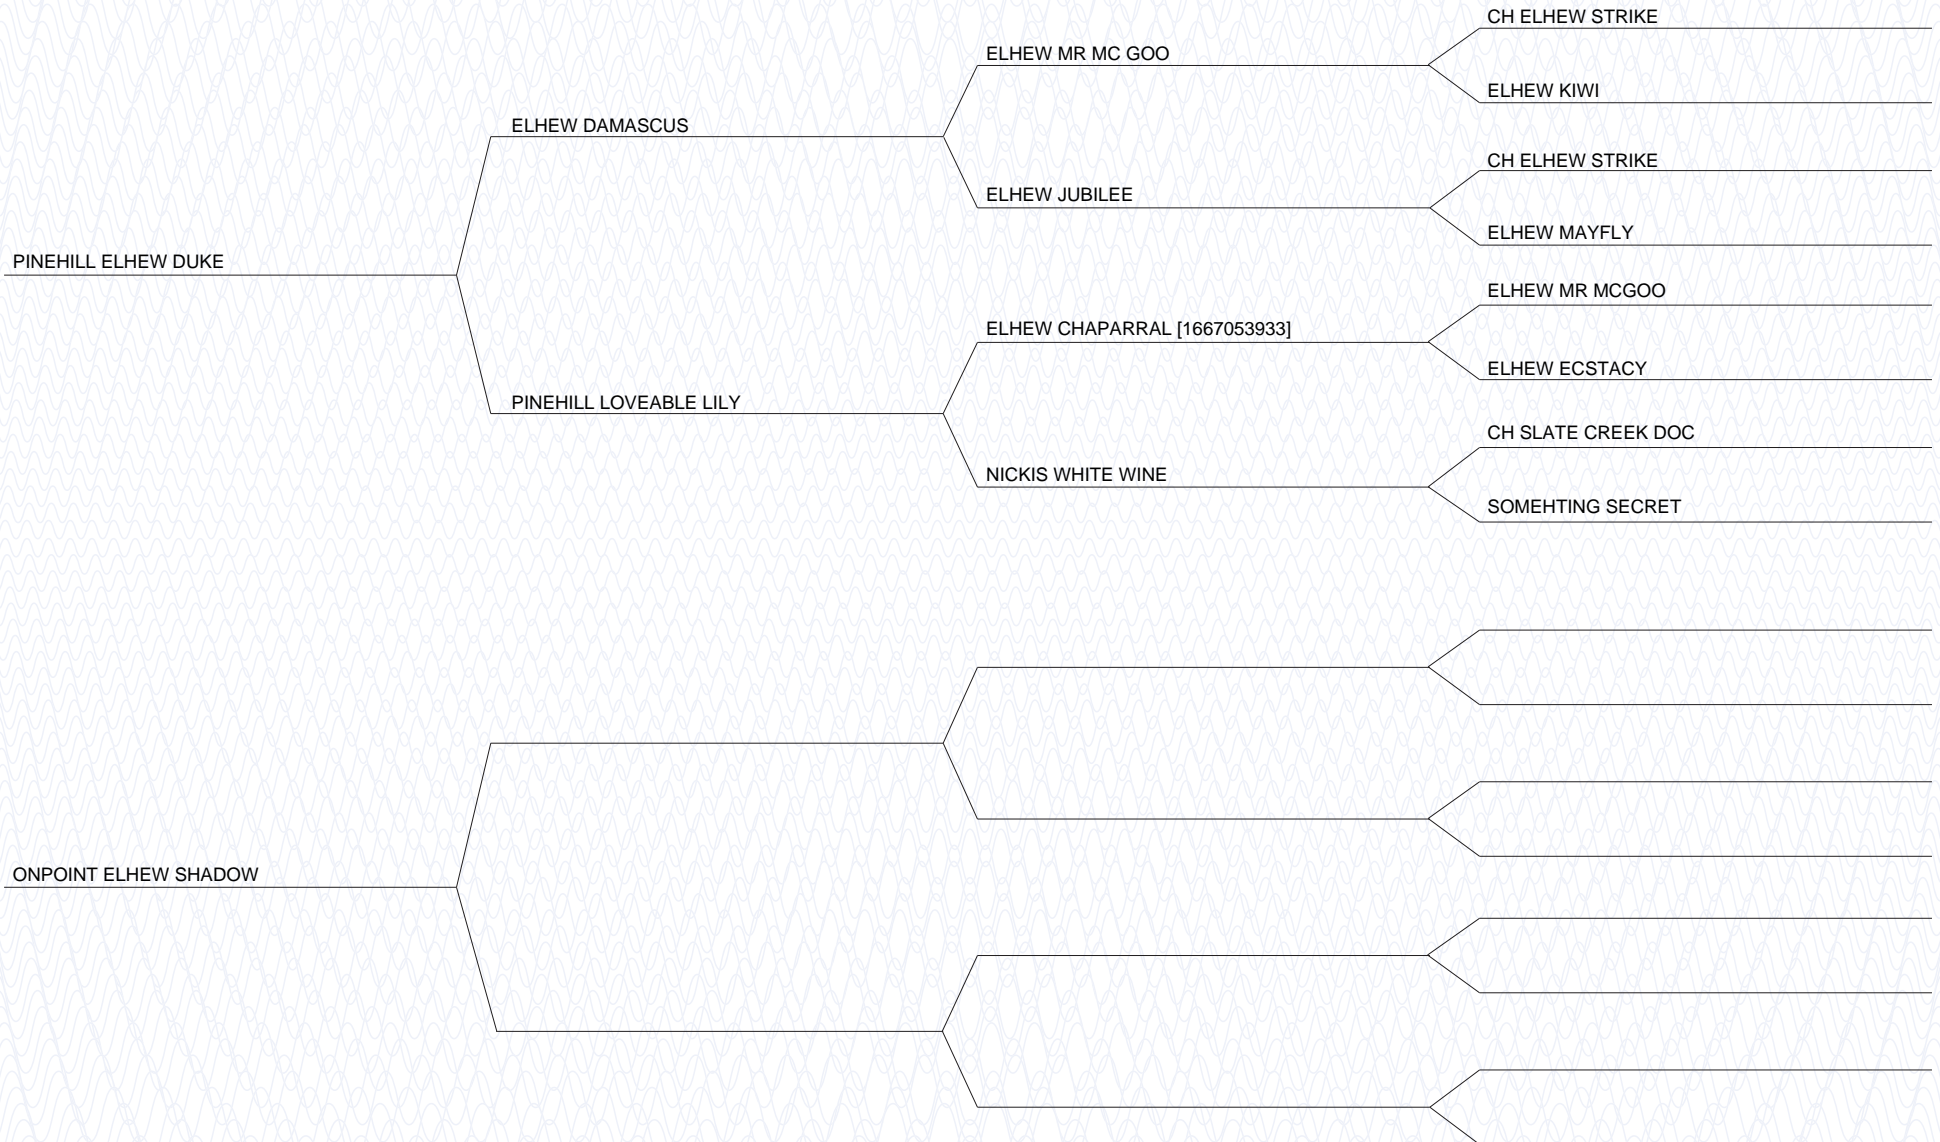 CH ELHEW STRIKE
ELHEW MR MC GOO
ELHEW KIWI
ELHEW DAMASCUS
CH ELHEW STRIKE
ELHEW JUBILEE
ELHEW MAYFLY
PINEHILL ELHEW DUKE
ELHEW MR MCGOO
ELHEW CHAPARRAL [1667053933]
ELHEW ECSTACY
PINEHILL LOVEABLE LILY
CH SLATE CREEK DOC
NICKIS WHITE WINE
SOMEHTING SECRET
ONPOINT ELHEW SHADOW